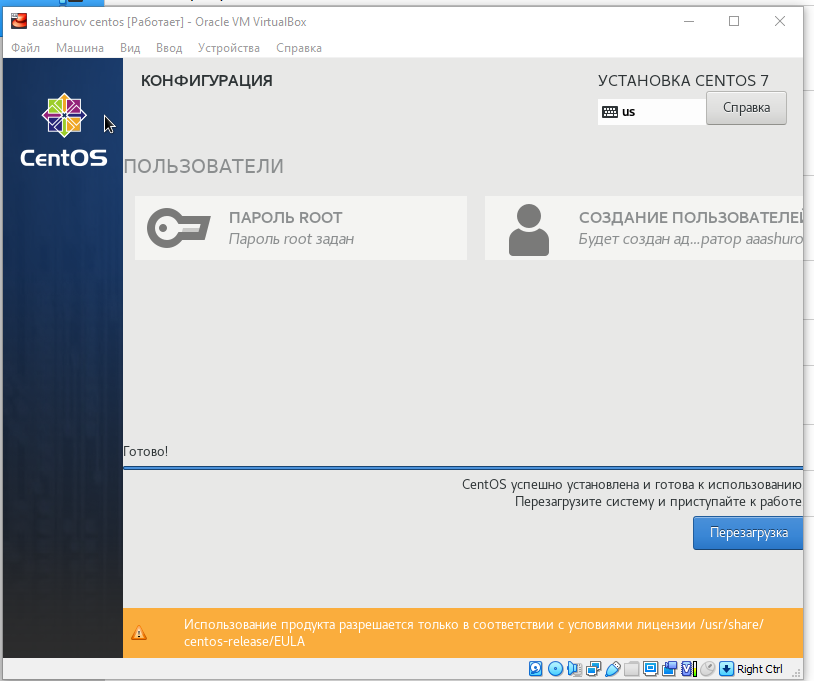 aaashurov centos [Работает] - Oracle VM VirtualBox
Файл Машина Вид Ввод Устройства Справка
КОНФИГУРАЦИЯ
УСТАНОВКА CENTOS 7
us
Справка
CentOS
ПОЛЬЗОВАТЕЛИ
ПАРОЛЬ ROOT
Пароль root задан
СОЗДАНИЕ ПОЛЬЗОВАТЕЛЕЙ
Будет создан ад...ратор aaashuro
Готово!
CentOS успешно установлена и готова к использованию
Перезагрузите систему и приступайте к работе
Перезагрузка
Использование продукта разрешается только в соответствии с условиями лицензии /usr/share/
centos-release/EULA
Right Ctrl